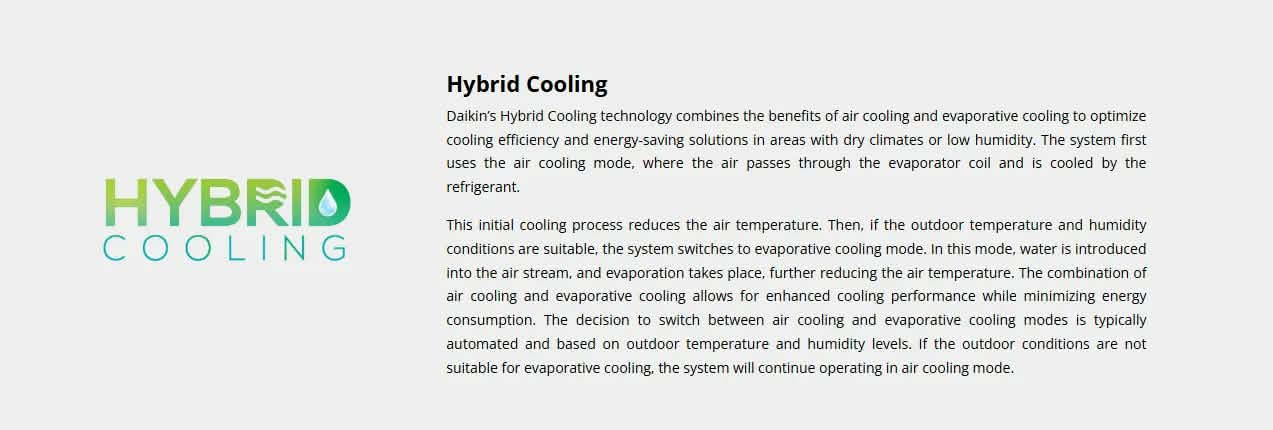 HYBRID
COOLING
Hybrid Cooling
Daikin’s Hybrid Cooling technology combines the benefits of air cooling and evaporative cooling to optimize
cooling efficiency and energy-saving solutions in areas with dry climates or low humidity. The system first
uses the air cooling mode, where the air passes through the evaporator coil and is cooled by the
refrigerant.
This initial cooling process reduces the air temperature. Then, if the outdoor temperature and humidity
conditions are suitable, the system switches to evaporative cooling mode. In this mode, water is introduced
into the air stream, and evaporation takes place, further reducing the air temperature. The combination of
air cooling and evaporative cooling allows for enhanced cooling performance while minimizing energy
consumption. The decision to switch between air cooling and evaporative cooling modes is typically
automated and based on outdoor temperature and humidity levels. If the outdoor conditions are not
suitable for evaporative cooling, the system will continue operating in air cooling mode.